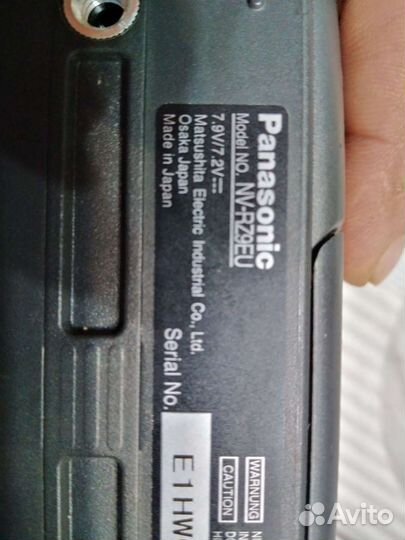 Panasonic
Model NO. NV-RZ9EU
7.9V/7.2V
Matsushita Electric Industrial Co., Ltd.
Osaka Japan
Made in Japan
Serial No.
E1HW
WARNING
CAUTION
Avito